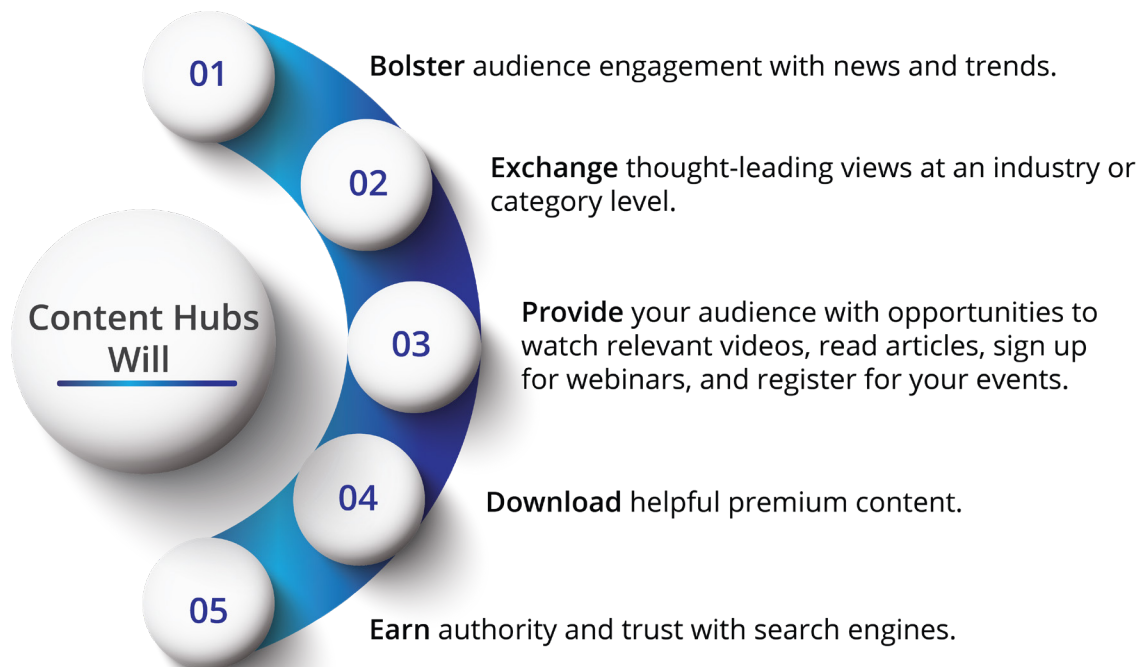 Content Hubs
Will
01
Bolster audience engagement with news and trends.
02
Exchange thought-leading views at an industry or
category level.
03
Provide your audience with opportunities to
watch relevant videos, read articles, sign up
for webinars, and register for your events.
04
Download helpful premium content.
05
Earn authority and trust with search engines.